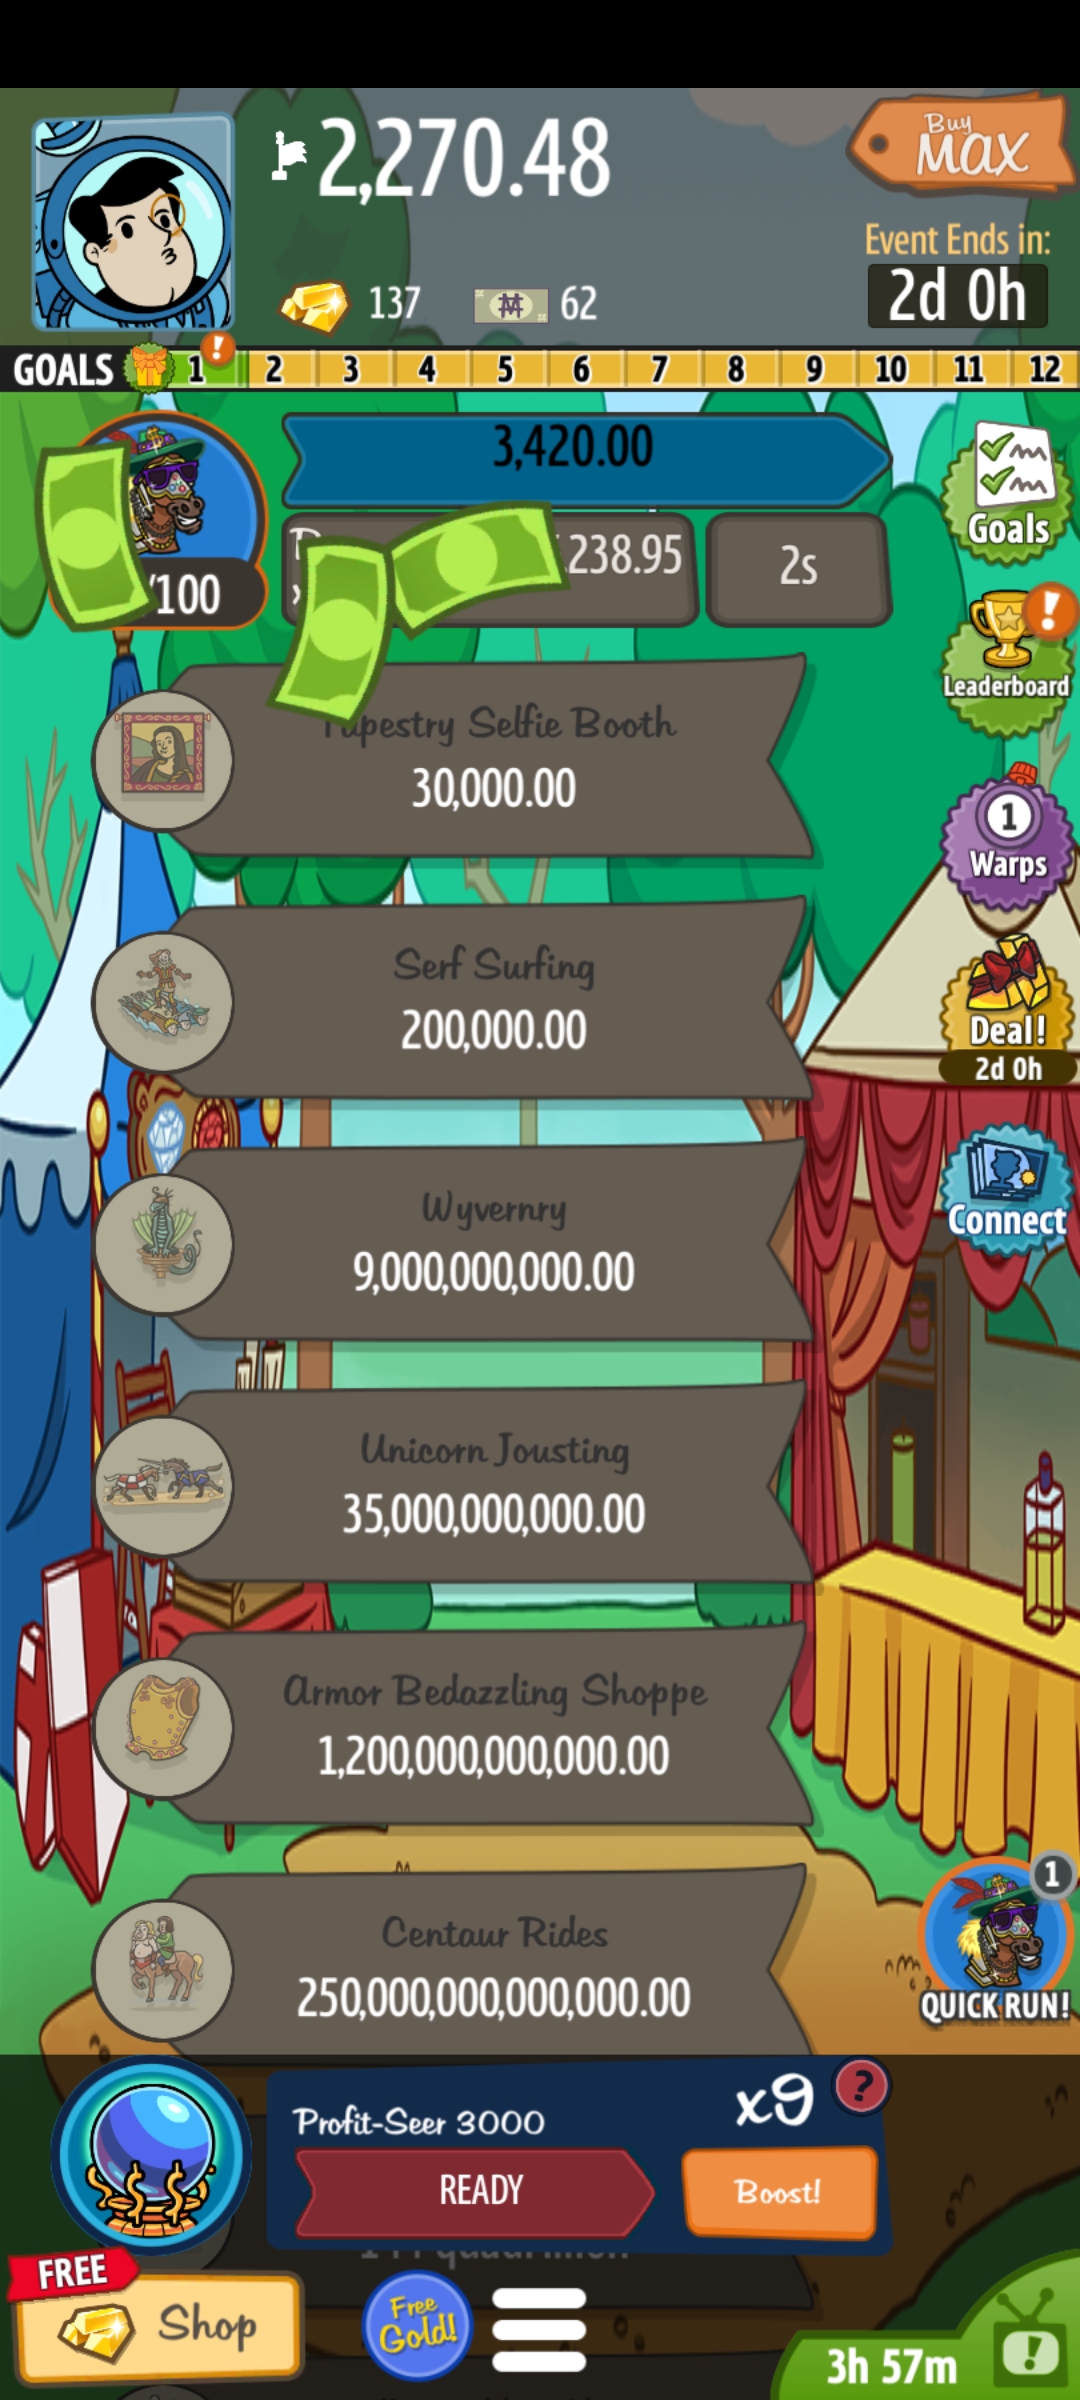 2,270.48
Buy
MAX
Event Ends in:
2d 0h
137
62
GOALS 1 ! 2 3 4 5 6 7 8 9 10 11 12
3,420.00
/100
238.95
2s
Goals
!
Leaderboard
Tapestry Selfie Booth
30,000.00
1
Warps
Serf Surfing
200,000.00
Deal!
2d 0h
Wyvernry
9,000,000,000.00
Connect
Unicorn Jousting
35,000,000,000.00
Armor Bedazzling Shoppe
1,200,000,000,000.00
Centaur Rides
250,000,000,000,000.00
1
QUICK RUN!
Profit-Seer 3000
x9
?
READY
Boost!
FREE
Shop
Free
Gold!
3h 57m
!